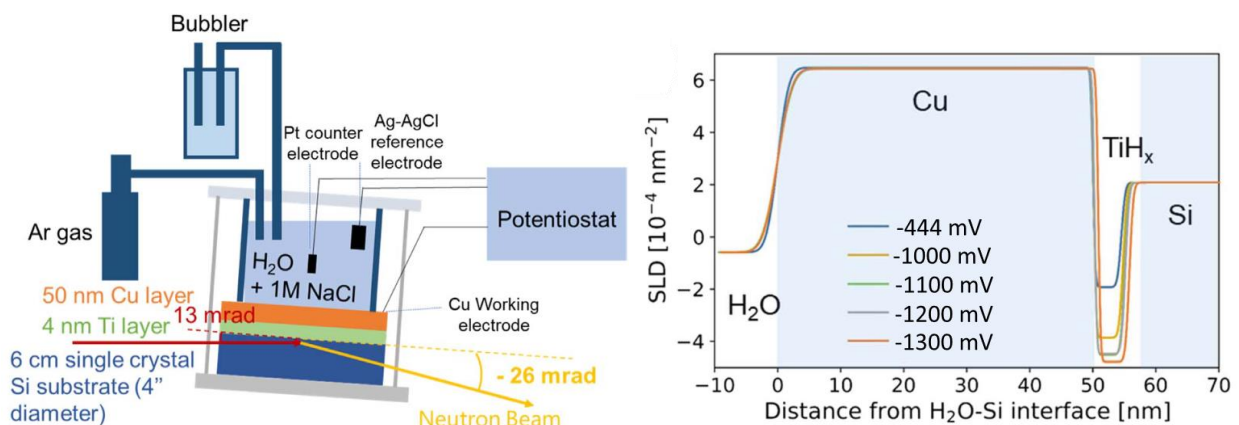 Bubbler
Pt counter
electrode
Ag-AgCl
reference
electrode
Potentiostat
Ar gas
H₂O
+ 1M NaCl
50 nm Cu layer
13 mrad
4 nm Ti layer
Cu Working
electrode
6 cm single crystal
Si substrate (4”
diameter)
- 26 mrad
Neutron Beam
SLD [10⁻⁴ nm⁻²]
6
4
2
0
−2
−4
Cu
TiHₓ
Si
H₂O
-444 mV
-1000 mV
-1100 mV
-1200 mV
-1300 mV
−10 0 10 20 30 40 50 60 70
Distance from H₂O-Si interface [nm]